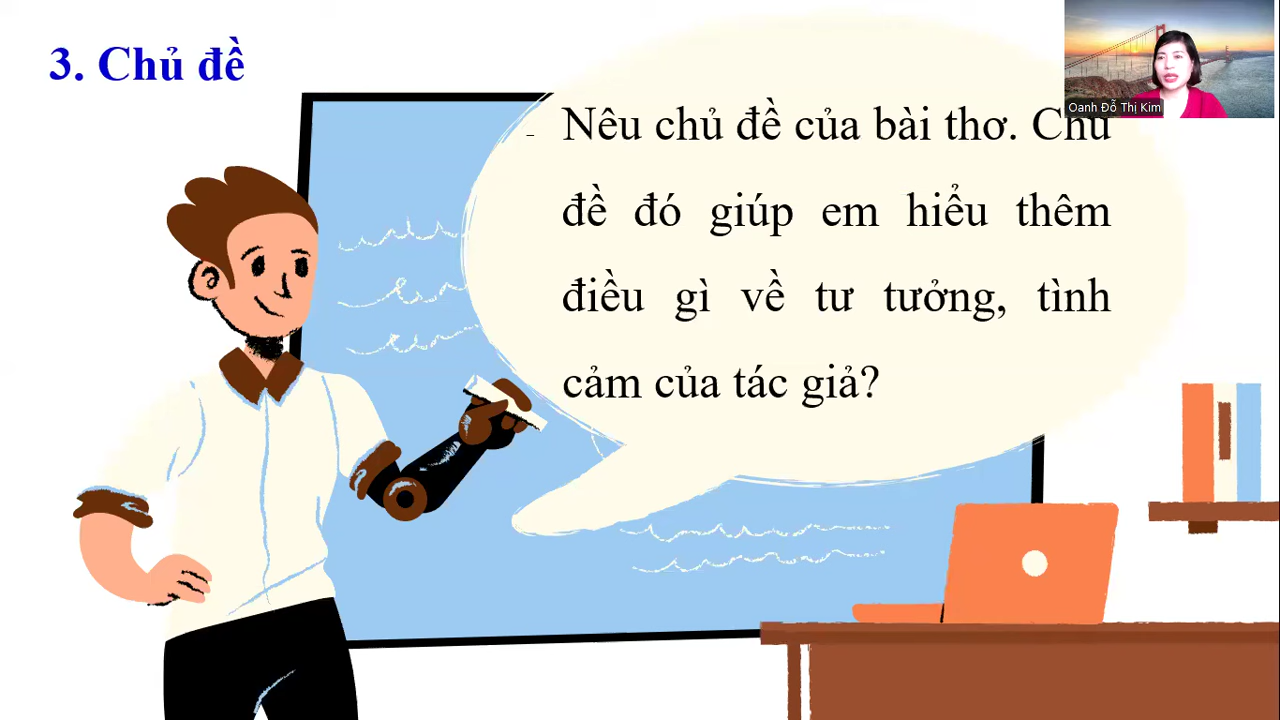 3. Chủ đề
- Nêu chủ đề của bài thơ. Chủ
đề đó giúp em hiểu thêm
điều gì về tư tưởng, tình
cảm của tác giả?
Oanh Đỗ Thị Kim